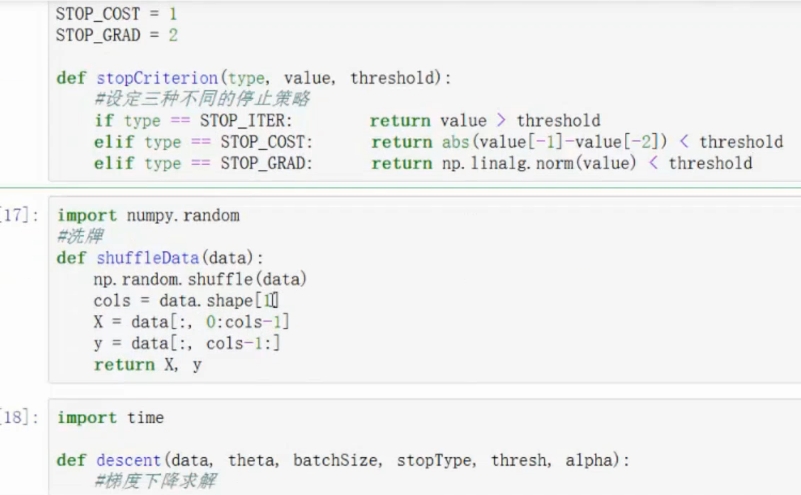 STOP_COST = 1
STOP_GRAD = 2
def stopCriterion(type, value, threshold):
#设定三种不同的停止策略
if type == STOP_ITER: return value > threshold
elif type == STOP_COST: return abs(value[-1]-value[-2]) < threshold
elif type == STOP_GRAD: return np.linalg.norm(value) < threshold
[17]: import numpy.random
#洗牌
def shuffleData(data):
np.random.shuffle(data)
cols = data.shape[1]
X = data[:, 0:cols-1]
y = data[:, cols-1:]
return X, y
[18]: import time
def descent(data, theta, batchSize, stopType, thresh, alpha):
#梯度下降求解